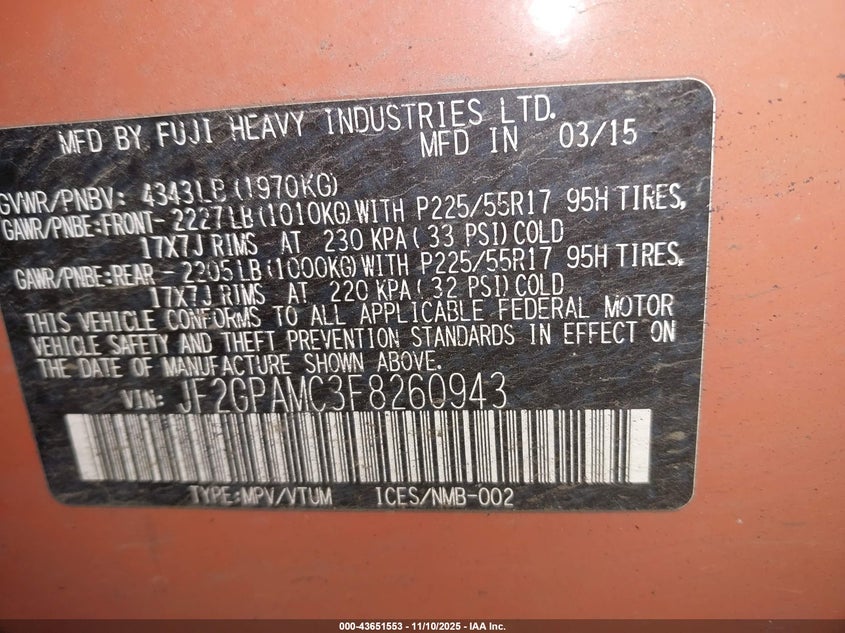 MFD BY FUJI HEAVY INDUSTRIES LTD.
MFD IN 03/15
GVWR/PNBV: 4343LB(1970KG)
GAWR/PNBE:FRONT-2227LB(1010KG)WITH P225/55R17 95H TIRES,
17X7J RIMS AT 230 KPA(33 PSI)COLD
GAWR/PNBE:REAR -2205LB(1000KG)WITH P225/55R17 95H TIRES,
17X7J RIMS AT 220 KPA(32 PSI)COLD
THIS VEHICLE CONFORMS TO ALL APPLICABLE FEDERAL MOTOR
VEHICLE SAFETY AND THEFT PREVENTION STANDARDS IN EFFECT ON
THE DATE OF MANUFACTURE SHOWN ABOVE.
VIN: JF2GPAMC3F8260943
TYPE:MPV/VTUM ICES/NMB-002
000-43651553 — 11/10/2025 — IAA Inc.